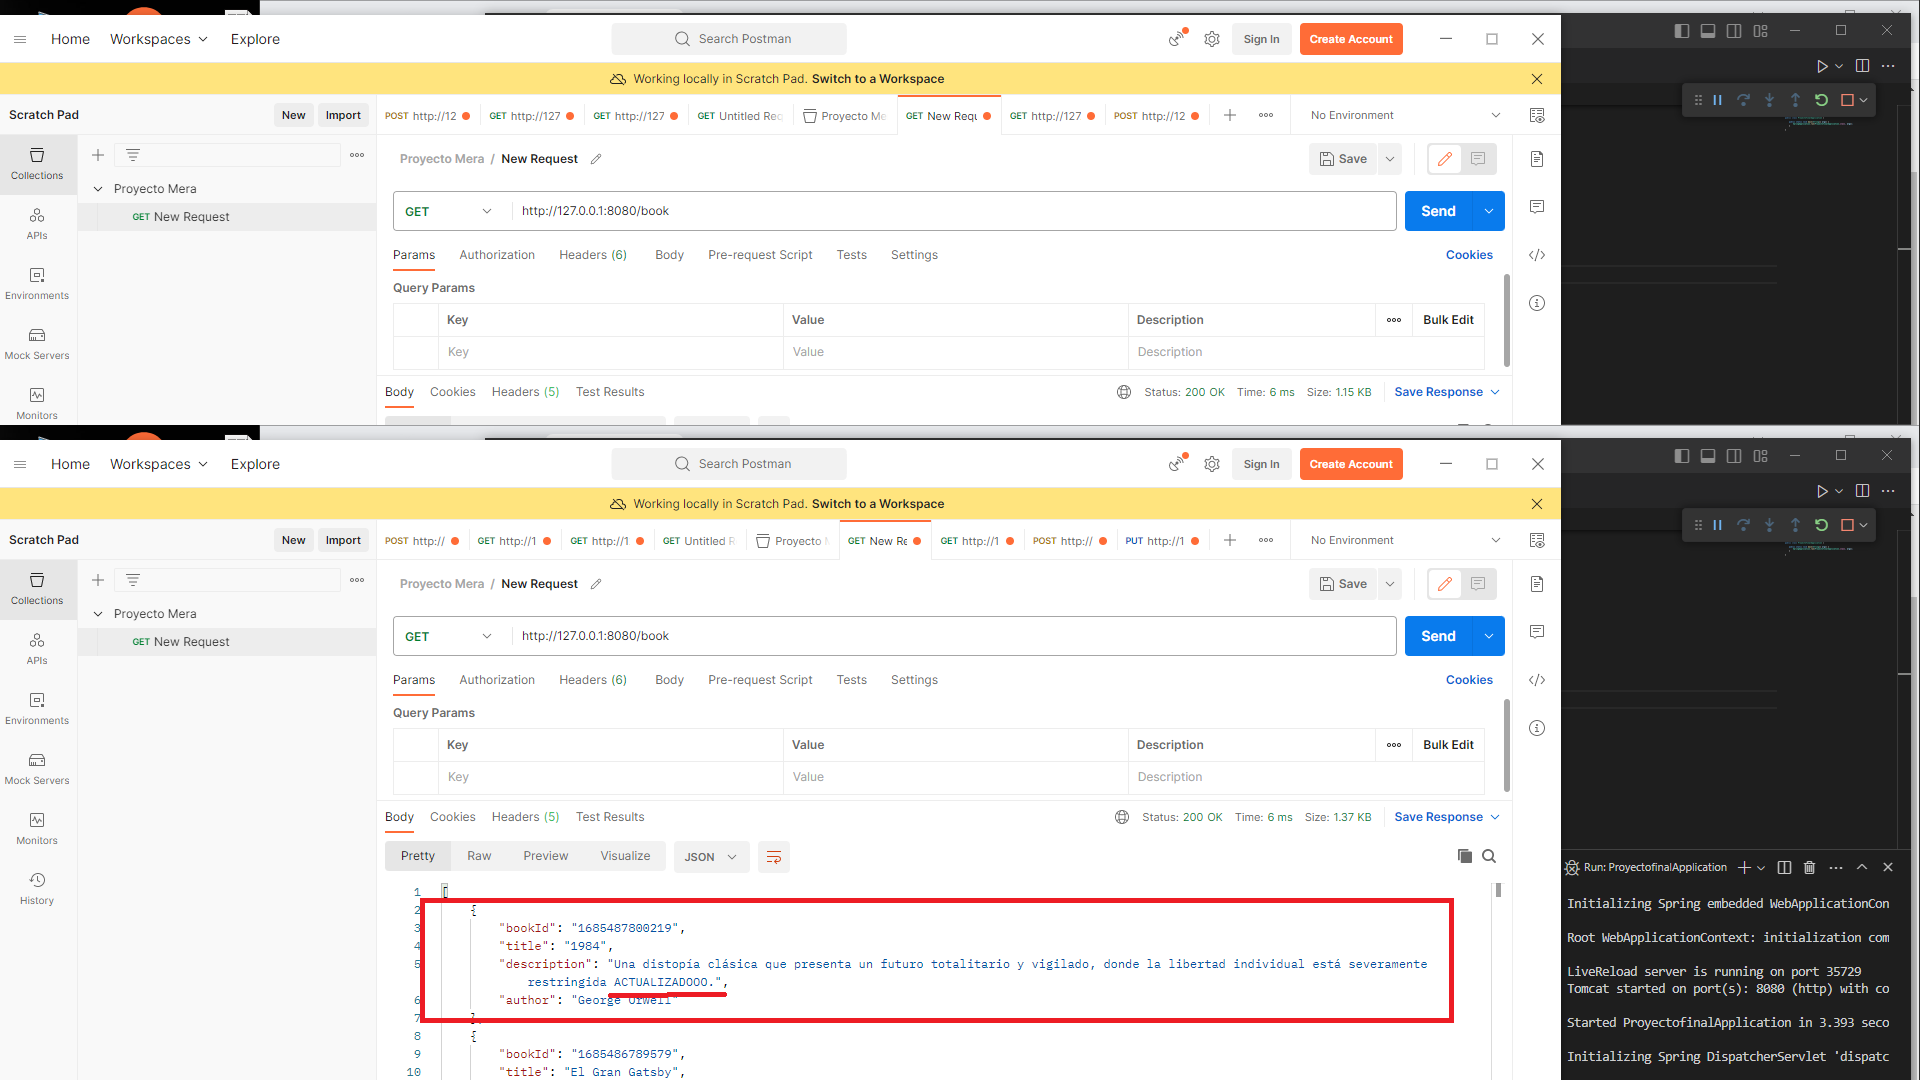 Home Workspaces Explore Search Postman Sign In Create Account
Working locally in Scratch Pad. Switch to a Workspace
Scratch Pad New Import POST http://12 GET http://127 GET http://127 GET Untitled Rec Proyecto Me GET New Requ GET http://127 POST http://12 No Environment
Proyecto Mera / New Request Save
Collections
Proyecto Mera
GET New Request
GET http://127.0.0.1:8080/book Send
APIs
Params Authorization Headers (6) Body Pre-request Script Tests Settings Cookies
Query Params
Environments
Key Value Description Bulk Edit
Key Value Description
Mock Servers
Body Cookies Headers (5) Test Results Status: 200 OK Time: 6 ms Size: 1.15 KB Save Response
Monitors
Home Workspaces Explore Search Postman Sign In Create Account
Working locally in Scratch Pad. Switch to a Workspace
Scratch Pad New Import POST http:// GET http://1 GET http://1 GET Untitled R Proyecto GET New Re GET http://1 POST http:// PUT http://1 No Environment
Proyecto Mera / New Request Save
Collections
Proyecto Mera
GET New Request
GET http://127.0.0.1:8080/book Send
APIs
Params Authorization Headers (6) Body Pre-request Script Tests Settings Cookies
Query Params
Environments
Key Value Description Bulk Edit
Key Value Description
Mock Servers
Body Cookies Headers (5) Test Results Status: 200 OK Time: 6 ms Size: 1.37 KB Save Response
Monitors
Pretty Raw Preview Visualize JSON
History
1 [
2 {
3 "bookId": "1685487800219",
4 "title": "1984",
5 "description": "Una distopía clásica que presenta un futuro totalitario y vigilado, donde la libertad individual está severamente
restringida ACTUALIZADOOO.",
6 "author": "George Orwell"
7 },
8 {
9 "bookId": "1685486789579",
10 "title": "El Gran Gatsby",
Run: ProyectofinalApplication
Initializing Spring embedded WebApplicationCon
Root WebApplicationContext: initialization com
LiveReload server is running on port 35729
Tomcat started on port(s): 8080 (http) with co
Started ProyectofinalApplication in 3.393 seco
Initializing Spring DispatcherServlet 'dispatc